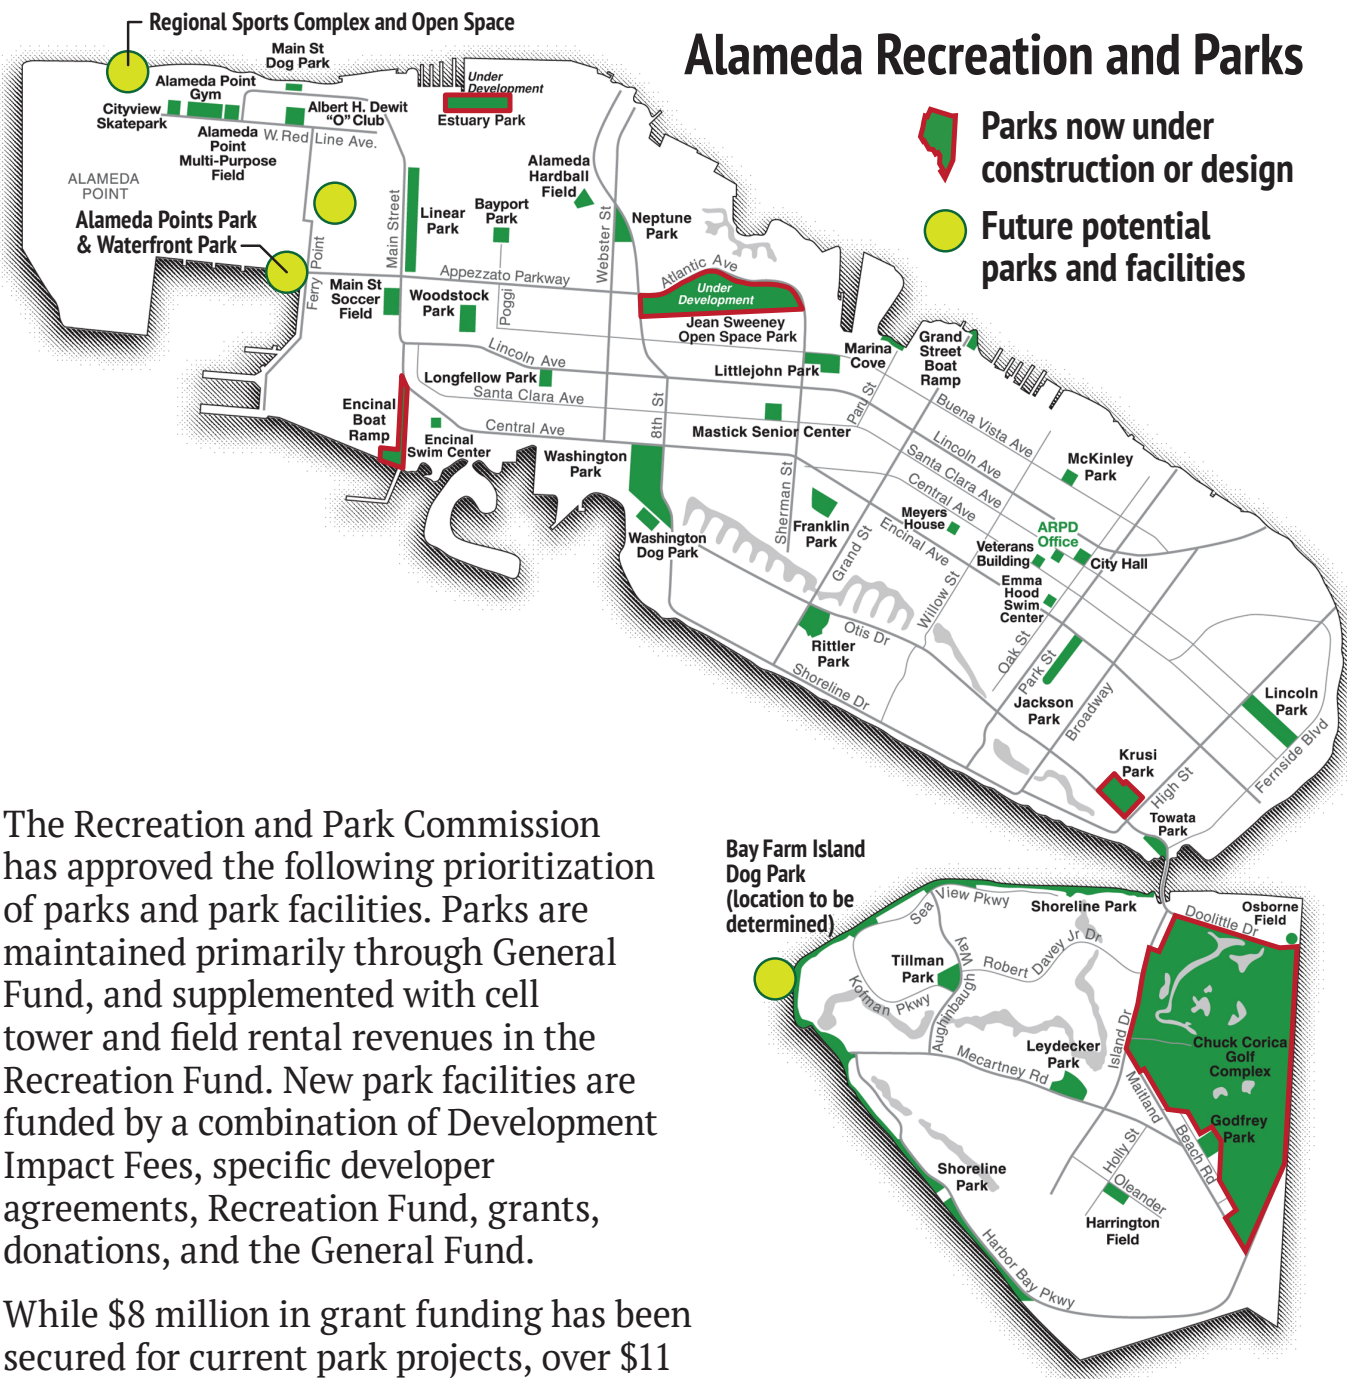 Regional Sports Complex and Open Space
Alameda Recreation and Parks
Parks now under
construction or design
Future potential
parks and facilities
Main St
Dog Park
Alameda Point
Gym
Cityview
Skatepark
Albert H. Dewit
"O" Club
Alameda
Point
Multi-Purpose
Field
W. Red Line Ave.
Under
Development
Estuary Park
ALAMEDA
POINT
Alameda Points Park
& Waterfront Park
Ferry Point
Main Street
Linear
Park
Bayport
Park
Alameda
Hardball
Field
Webster St
Neptune
Park
Atlantic Ave
Appezzato Parkway
Poggi
Under
Development
Jean Sweeney
Open Space Park
Main St
Soccer
Field
Woodstock
Park
Lincoln Ave
Longfellow Park
Santa Clara Ave
Central Ave
8th St
Littlejohn Park
Marina
Cove
Grand
Street
Boat
Ramp
Paru St
Mastick Senior Center
Encinal
Boat
Ramp
Encinal
Swim Center
Washington
Park
Washington
Dog Park
Sherman St
Franklin
Park
Grand St
Buena Vista Ave
Lincoln Ave
Santa Clara Ave
Central Ave
Encinal Ave
McKinley
Park
Meyers
House
ARPD
Office
Veterans
Building
City Hall
Emma
Hood
Swim
Center
Willow St
Oak St
Park St
Otis Dr
Rittler
Park
Shoreline Dr
Jackson
Park
Broadway
Lincoln
Park
Fernside Blvd
Krusi
Park
High St
Towata
Park
Bay Farm Island
Dog Park
(location to be
determined)
Sea View Pkwy
Shoreline Park
Doolittle Dr
Osborne
Field
Tillman
Park
Robert Davey Jr Dr
Kofman Pkwy
Aughinbaugh Way
Mecartney Rd
Leydecker
Park
Island Dr
Chuck Corica
Golf
Complex
Maitland
Beach Rd
Godfrey
Park
Holly St
Oleander
Harrington
Field
Shoreline
Park
Harbor Bay Pkwy
The Recreation and Park Commission
has approved the following prioritization
of parks and park facilities. Parks are
maintained primarily through General
Fund, and supplemented with cell
tower and field rental revenues in the
Recreation Fund. New park facilities are
funded by a combination of Development
Impact Fees, specific developer
agreements, Recreation Fund, grants,
donations, and the General Fund.
While $8 million in grant funding has been
secured for current park projects, over $11